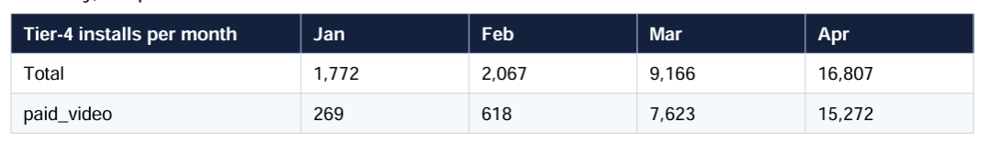 Tier-4 installs per month Jan Feb Mar Apr
Total 1,772 2,067 9,166 16,807
paid_video 269 618 7,623 15,272